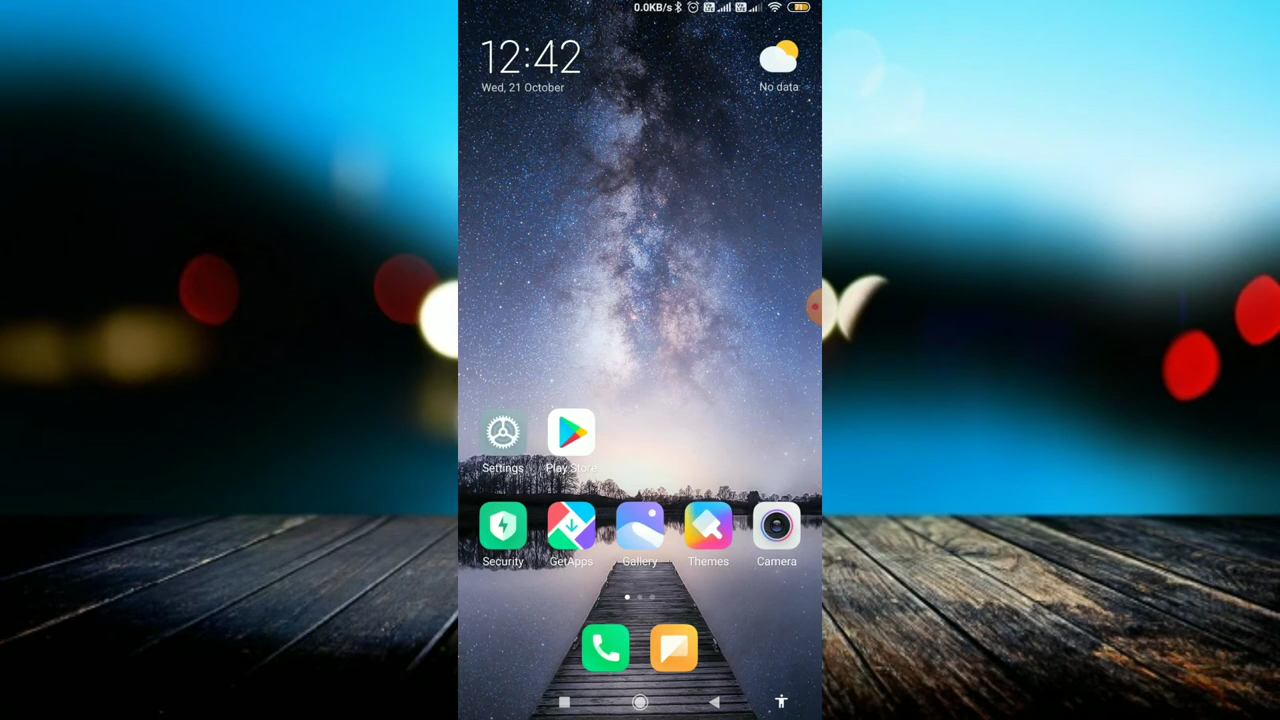 0.0KB/s
12:42
Wed, 21 October
No data
Settings
Play Store
Security
GetApps
Gallery
Themes
Camera